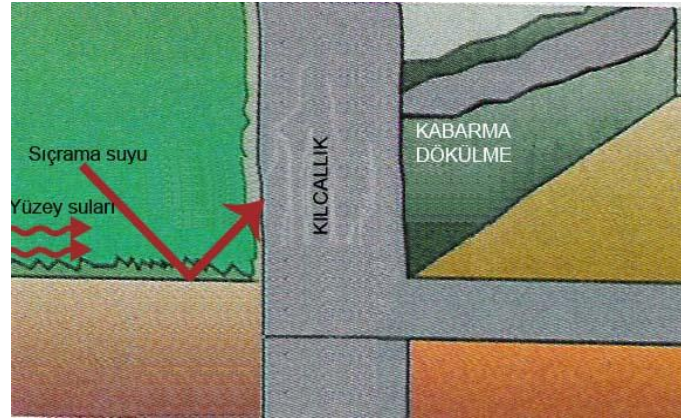 Sıçrama suyu
Yüzey suları
KILCALLIK
KABARMA
DÖKÜLME